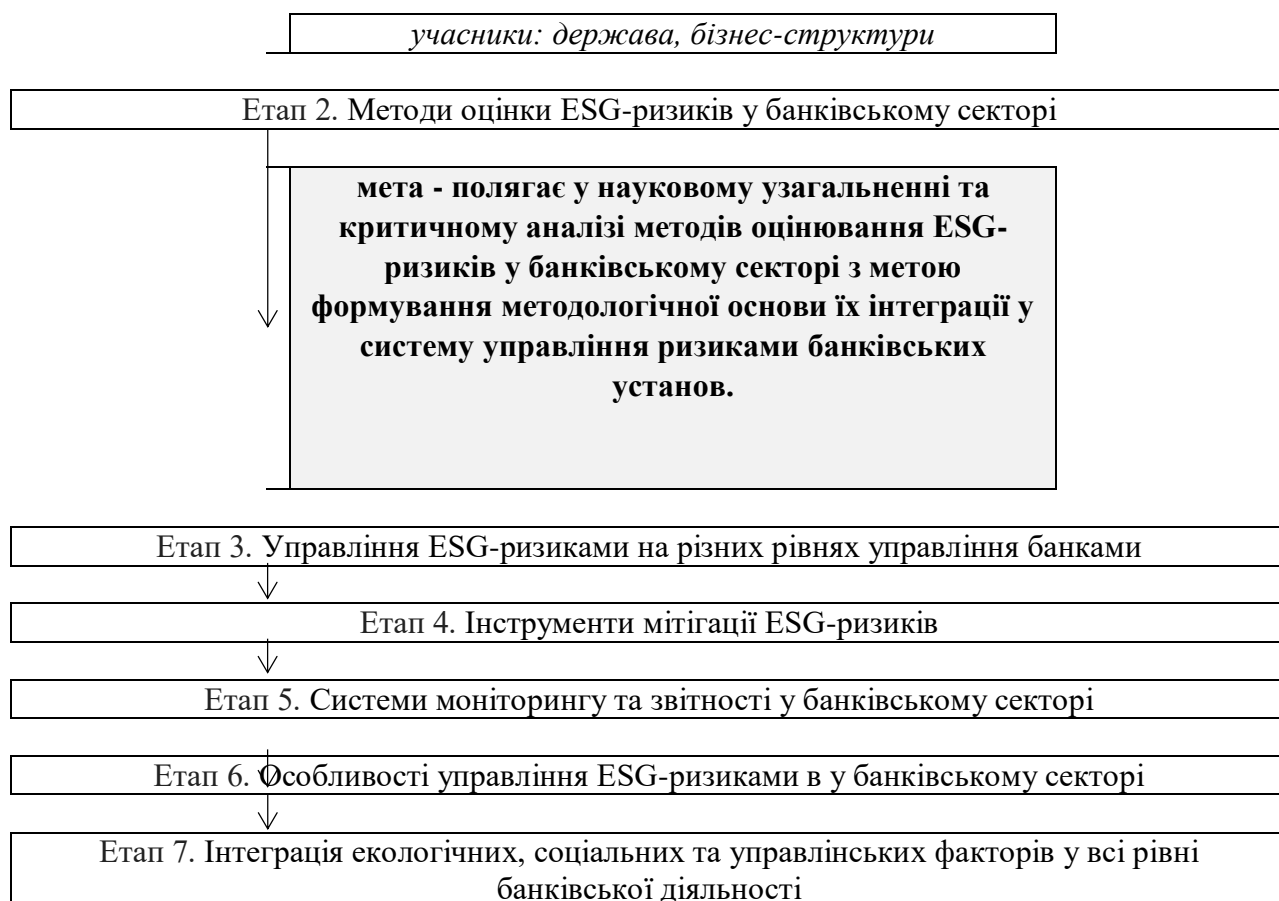 учасники: держава, бізнес-структури
Етап 2. Методи оцінки ESG-ризиків у банківському секторі
мета - полягає у науковому узагальненні та
критичному аналізі методів оцінювання ESG-
ризиків у банківському секторі з метою
формування методологічної основи їх інтеграції у
систему управління ризиками банківських
установ.
Етап 3. Управління ESG-ризиками на різних рівнях управління банками
Етап 4. Інструменти мітігації ESG-ризиків
Етап 5. Системи моніторингу та звітності у банківському секторі
Етап 6. Особливості управління ESG-ризиками в у банківському секторі
Етап 7. Інтеграція екологічних, соціальних та управлінських факторів у всі рівні
банківської діяльності